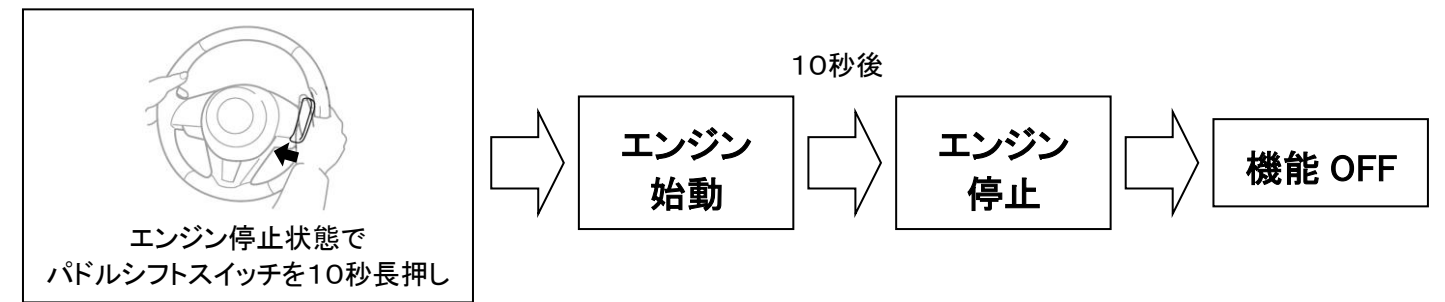 エンジン停止状態で
パドルシフトスイッチを10秒長押し
エンジン
始動
10秒後
エンジン
停止
機能 OFF